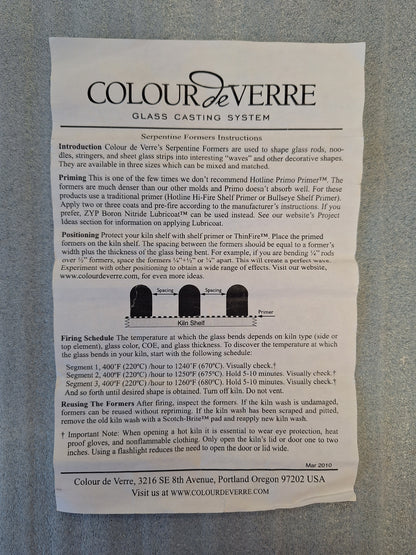 COLOUR de VERRE
GLASS CASTING SYSTEM
Serpentine Formers Instructions
Introduction Colour de Verre's Serpentine Formers are used to shape glass rods, noo-
dles, stringers, and sheet glass strips into interesting "waves" and other decorative shapes.
They are available in three sizes which can be mixed and matched.
Priming This is one of the few times we don't recommend Hotline Primo Primer™. The
formers are much denser than our other molds and Primo doesn't absorb well. For these
products use a traditional primer (Hotline Hi-Fire Shelf Primer or Bullseye Shelf Primer).
Apply two or three coats and pre-fire according to the manufacturer's instructions. If you
prefer, ZYP Boron Nitride Lubricoat™ can be used instead. See our website's Project
Ideas section for information on applying Lubricoat.
Positioning Protect your kiln shelf with shelf primer or ThinFire™. Place the primed
formers on the kiln shelf. The spacing between the formers should be equal to a former's
width plus the thickness of the glass being bent. For example, if you are bending ¼" rods
over ½" formers, space the formers ¼"+½" or ¾" apart. This will create a perfect wave.
Experiment with other positioning to obtain a wide range of effects. Visit our website,
www.colourdeverre.com, for even more ideas.
Spacing Spacing
Primer
Kiln Shelf
Firing Schedule The temperature at which the glass bends depends on kiln type (side or
top element), glass color, COE, and glass thickness. To discover the temperature at which
the glass bends in your kiln, start with the following schedule:
Segment 1, 400°F (220°C) /hour to 1240°F (670°C). Visually check.†
Segment 2, 400°F (220°C) /hour to 1250°F (675°C). Hold 5-10 minutes. Visually check.†
Segment 3, 400°F (220°C) /hour to 1260°F (680°C). Hold 5-10 minutes. Visually check.†
And so forth until desired shape is obtained. Turn off kiln. Do not vent.
Reusing The Formers After firing, inspect the formers. If the kiln wash is undamaged,
formers can be reused without repriming. If the kiln wash has been scraped and pitted,
remove the old kiln wash with a Scotch-Brite™ pad and reapply new kiln wash.
† Important Note: When opening a hot kiln it is essential to wear eye protection, heat
proof gloves, and nonflammable clothing. Only open the kiln's lid or door one to two
inches. Using a flashlight reduces the need to open the door or lid wide.
Mar 2010
Colour de Verre, 3216 SE 8th Avenue, Portland Oregon 97202 USA
Visit us at WWW.COLOURDEVERRE.COM